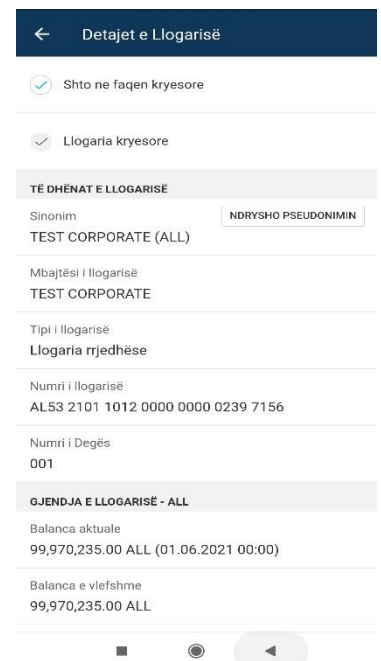 Detajet e Llogarisë
Shto ne faqen kryesore
Llogaria kryesore
TË DHËNAT E LLOGARISË
Sinonim
NDRYSHO PSEUDONIMIN
TEST CORPORATE (ALL)
Mbajtësi i llogarisë
TEST CORPORATE
Tipi i llogarisë
Llogaria rrjedhëse
Numri i llogarisë
AL53 2101 1012 0000 0000 0239 7156
Numri i Degës
001
GJENDJA E LLOGARISË - ALL
Balanca aktuale
99,970,235.00 ALL (01.06.2021 00:00)
Balanca e vlefshme
99,970,235.00 ALL